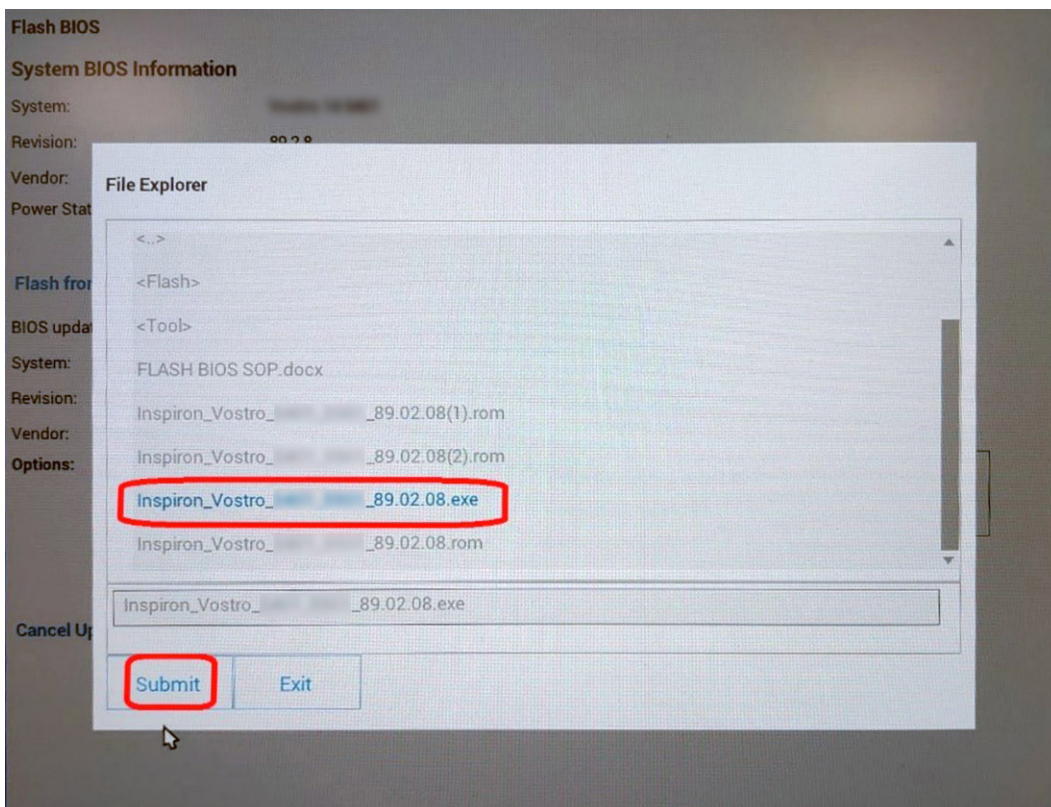 Flash BIOS
System BIOS Information
System:
Revision:
Vendor:
Power Stat
File Explorer
<..>
<Flash>
<Tool>
FLASH BIOS SOP.docx
Inspiron_Vostro_ _89.02.08(1).rom
Inspiron_Vostro_ _89.02.08(2).rom
Inspiron_Vostro_ _89.02.08.exe
Inspiron_Vostro_ _89.02.08.rom
Inspiron_Vostro_ _89.02.08.exe
Submit Exit
Flash fror
BIOS updat
System:
Revision:
Vendor:
Options:
Cancel Up